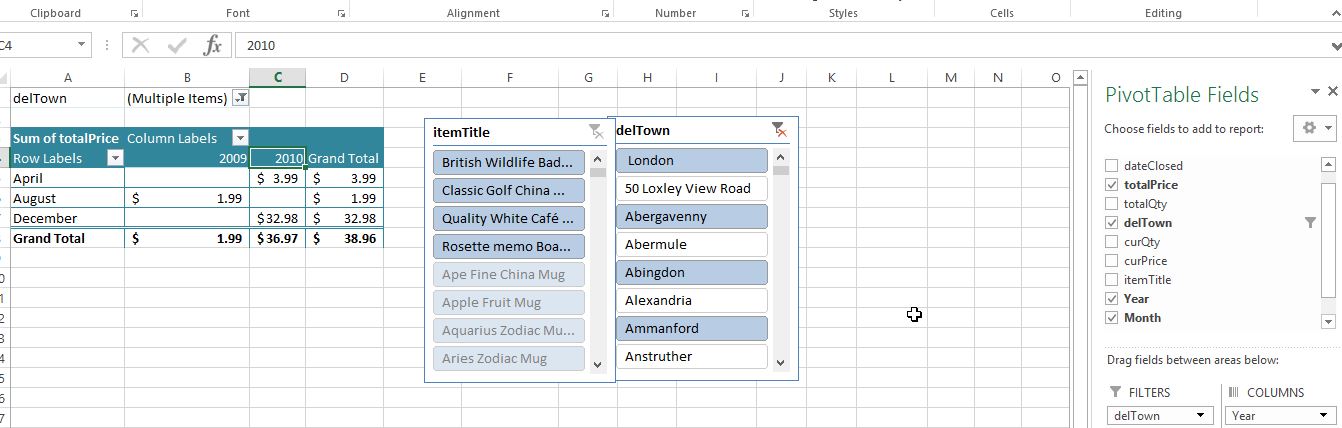 Clipboard Font Alignment Number Styles Cells Editing
C4 fx 2010
A B C D E F G H I J K L M N O
delTown (Multiple Items)
Sum of totalPrice Column Labels
Row Labels 2009 2010 Grand Total
April $ 3.99 $ 3.99
August $ 1.99 $ 1.99
December $32.98 $ 32.98
Grand Total $ 1.99 $36.97 $ 38.96
itemTitle
British Wildlife Bad...
Classic Golf China ...
Quality White Café ...
Rosette memo Boa...
Ape Fine China Mug
Apple Fruit Mug
Aquarius Zodiac Mu...
Aries Zodiac Mug
delTown
London
50 Loxley View Road
Abergavenny
Abermule
Abingdon
Alexandria
Ammanford
Anstruther
PivotTable Fields
Choose fields to add to report:
dateClosed
totalPrice
totalQty
delTown
curQty
curPrice
itemTitle
Year
Month
Drag fields between areas below:
FILTERS COLUMNS
delTown Year